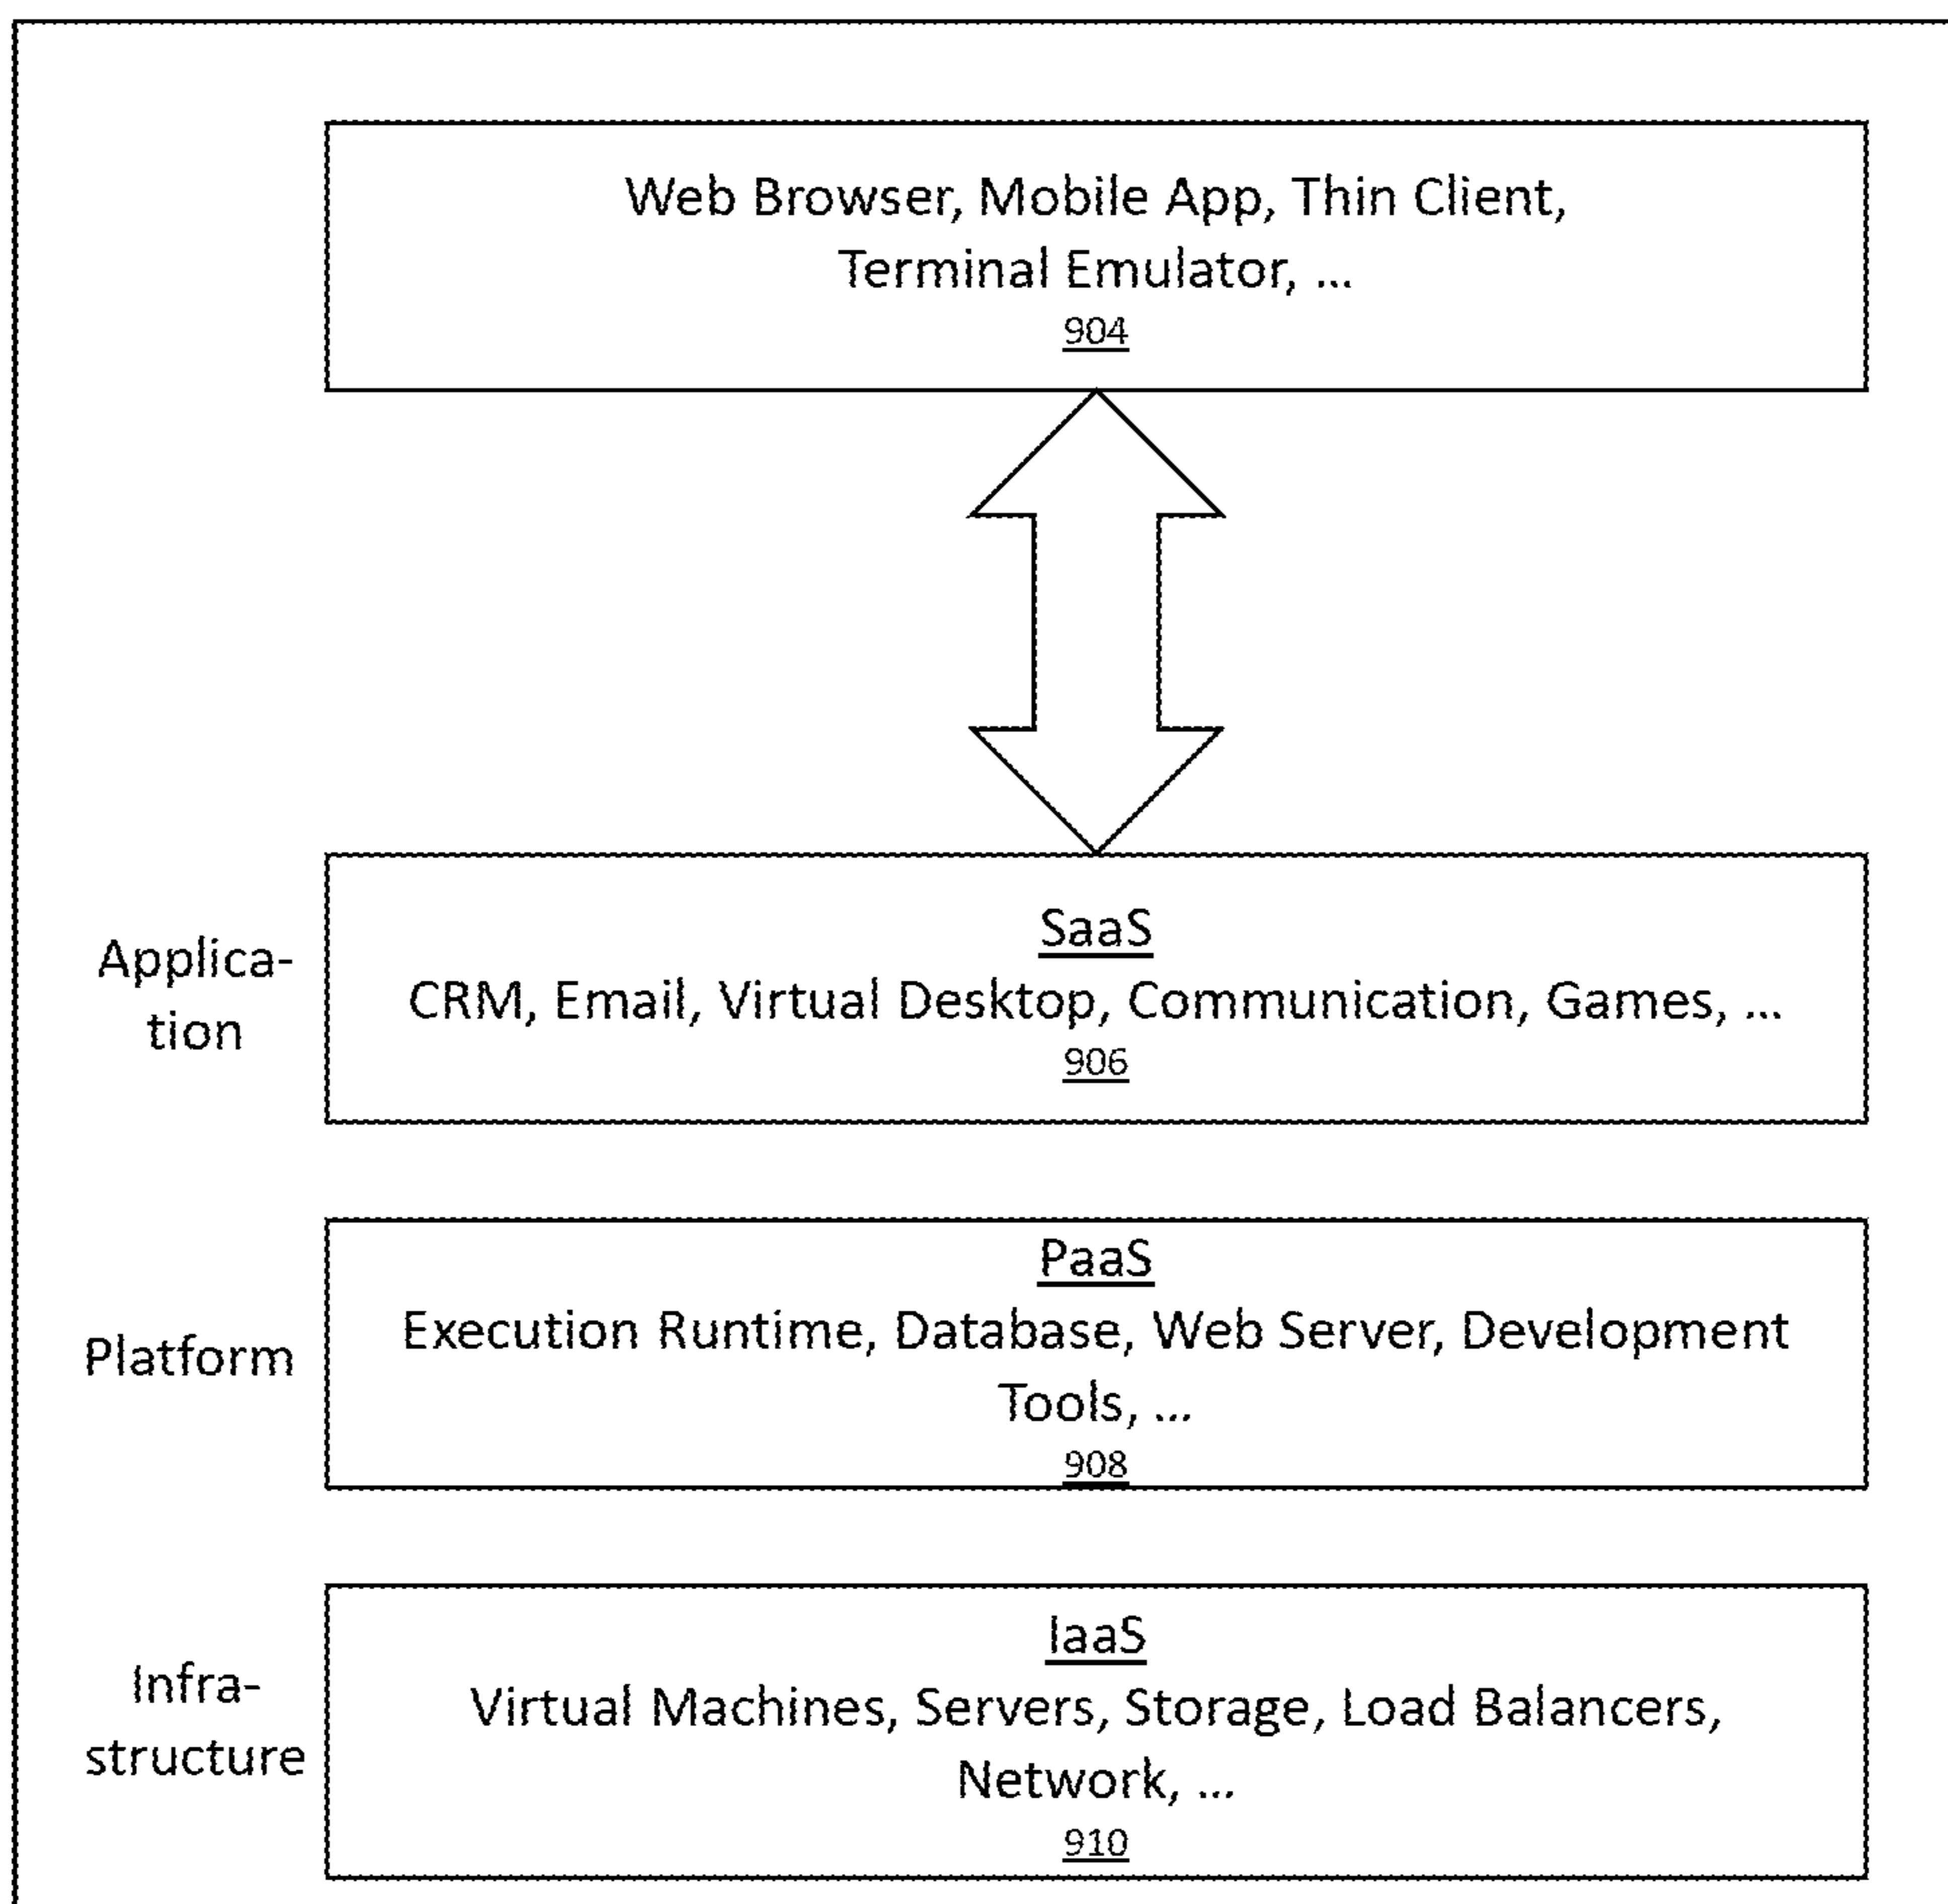 Web Browser, Mobile App, Thin Client,
Terminal Emulator, ...
904
Applica-
tion
SaaS
CRM, Email, Virtual Desktop, Communication, Games, ...
906
Platform
PaaS
Execution Runtime, Database, Web Server, Development
Tools, ...
908
Infra-
structure
IaaS
Virtual Machines, Servers, Storage, Load Balancers,
Network, ...
910